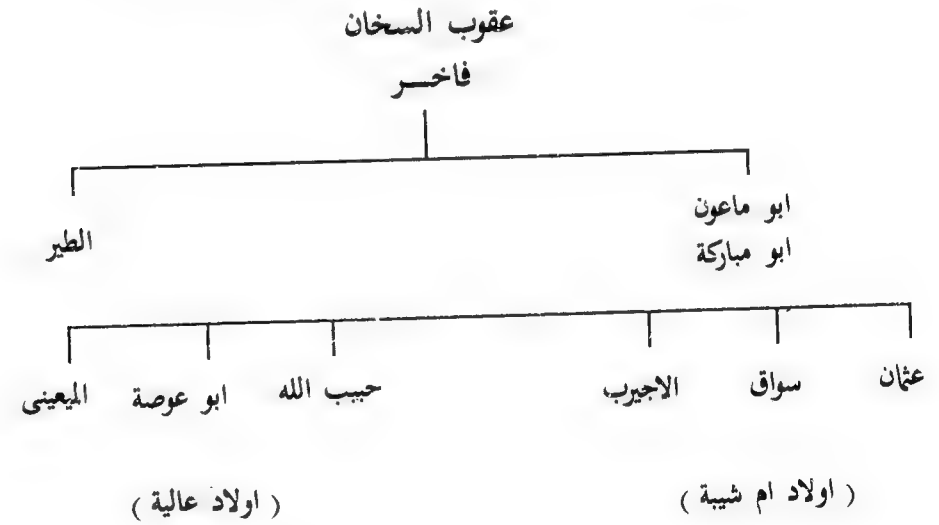 عقوب السخان
فاخـــر
ابو ماعون
ابو مباركة
الطير
عثمان سواق الاجيرب حبيب الله ابو عوصة الميعينى
( اولاد ام شيبة ) ( اولاد عالية )